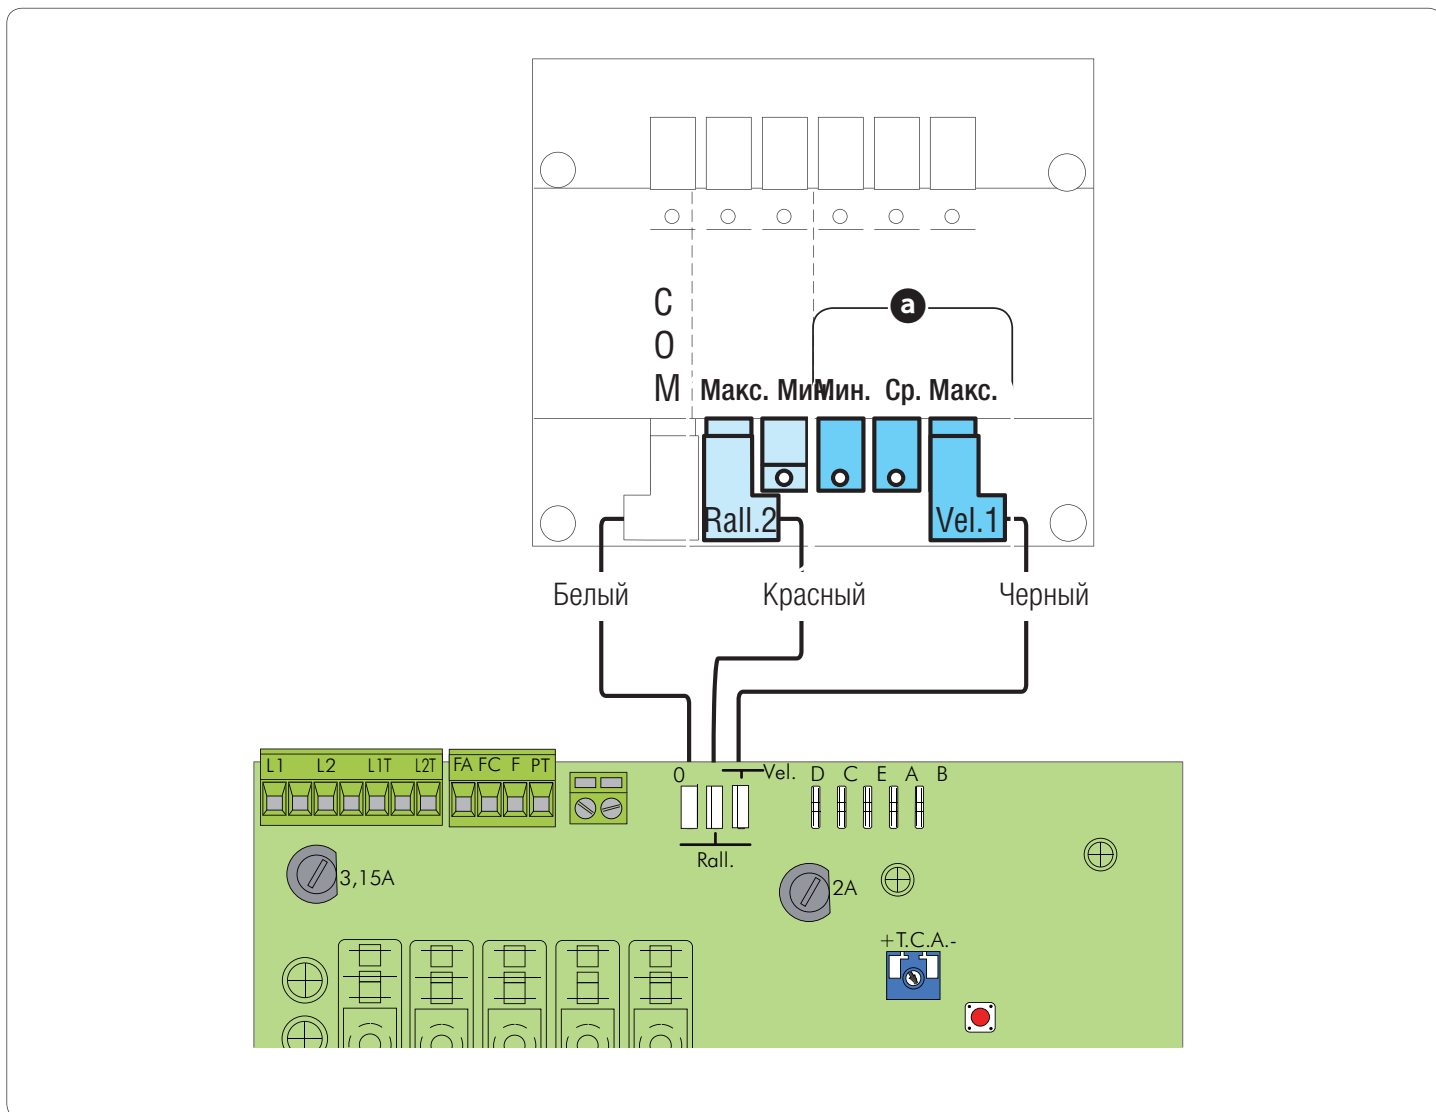 a
С
О
М
Макс. Мин. Мин. Ср. Макс.
Rall.2
Vel.1
Белый
Красный
Черный
L1 L2 L1T L2T
FA FC F PT
0
Vel.
D C E A B
Rall.
3,15A
2A
+T.C.A.-